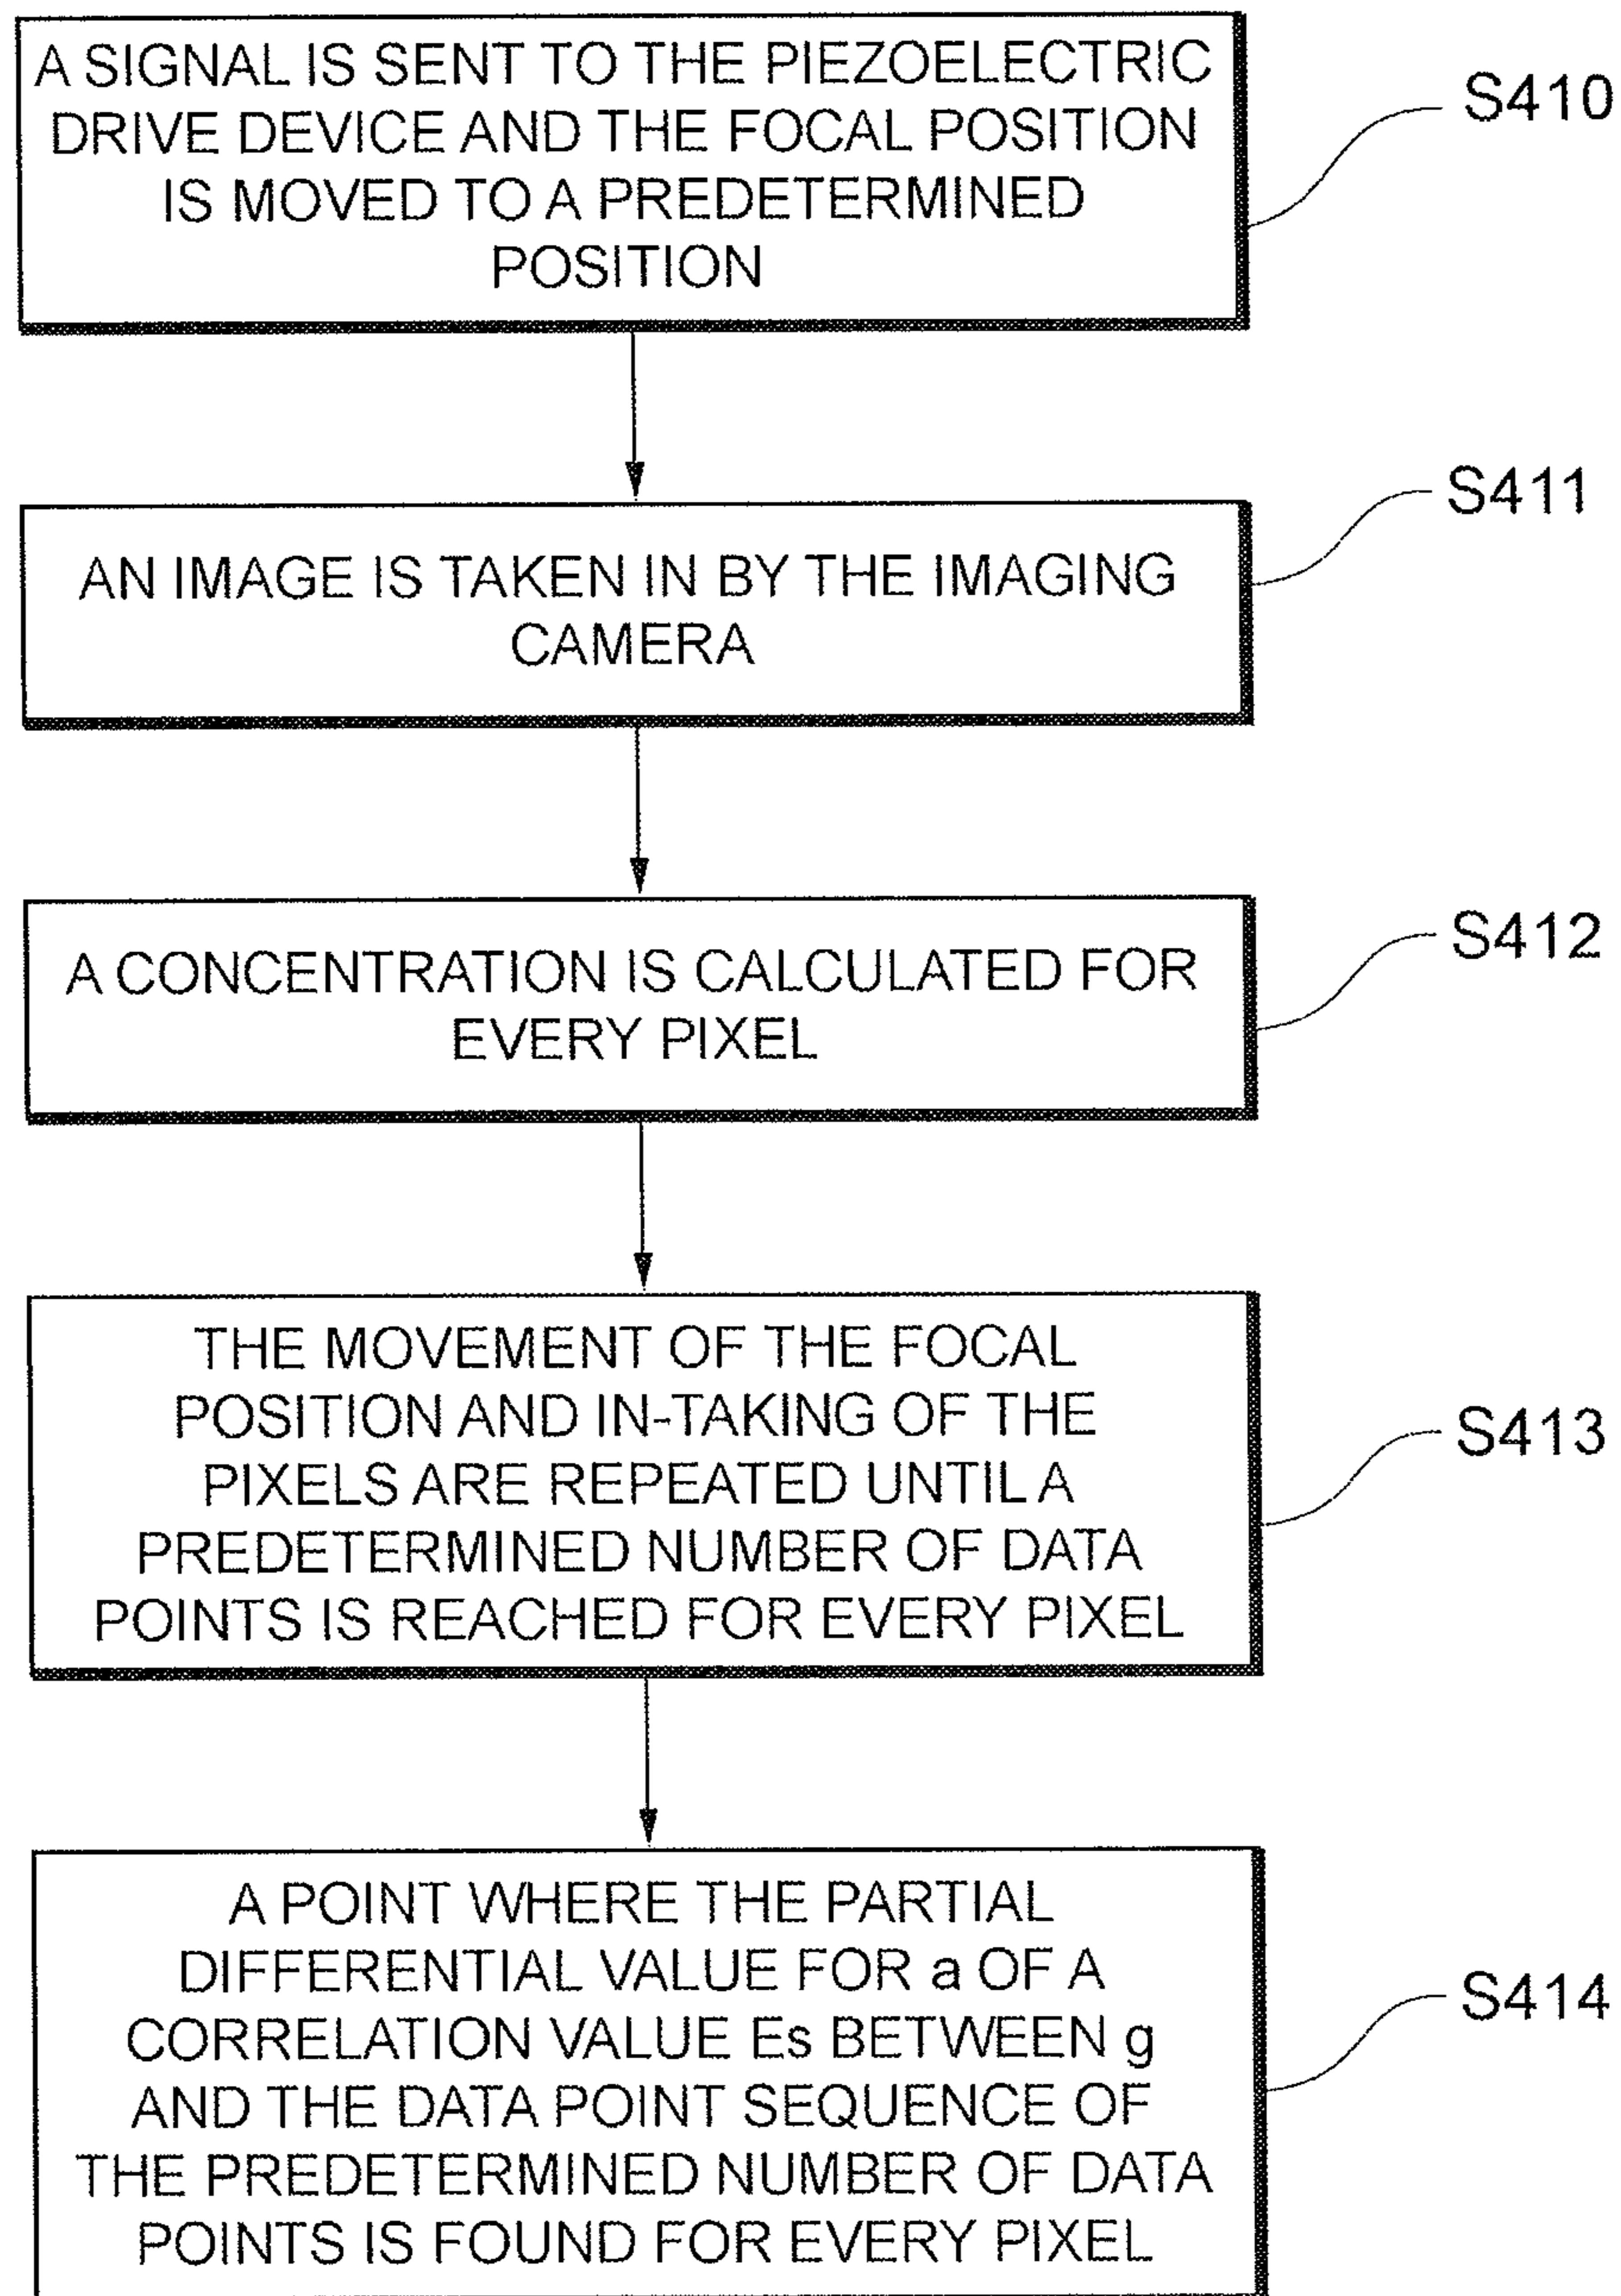 A SIGNAL IS SENT TO THE PIEZOELECTRIC
DRIVE DEVICE AND THE FOCAL POSITION
IS MOVED TO A PREDETERMINED
POSITION
S410
AN IMAGE IS TAKEN IN BY THE IMAGING
CAMERA
S411
A CONCENTRATION IS CALCULATED FOR
EVERY PIXEL
S412
THE MOVEMENT OF THE FOCAL
POSITION AND IN-TAKING OF THE
PIXELS ARE REPEATED UNTIL A
PREDETERMINED NUMBER OF DATA
POINTS IS REACHED FOR EVERY PIXEL
S413
A POINT WHERE THE PARTIAL
DIFFERENTIAL VALUE FOR a OF A
CORRELATION VALUE Es BETWEEN g
AND THE DATA POINT SEQUENCE OF
THE PREDETERMINED NUMBER OF DATA
POINTS IS FOUND FOR EVERY PIXEL
S414